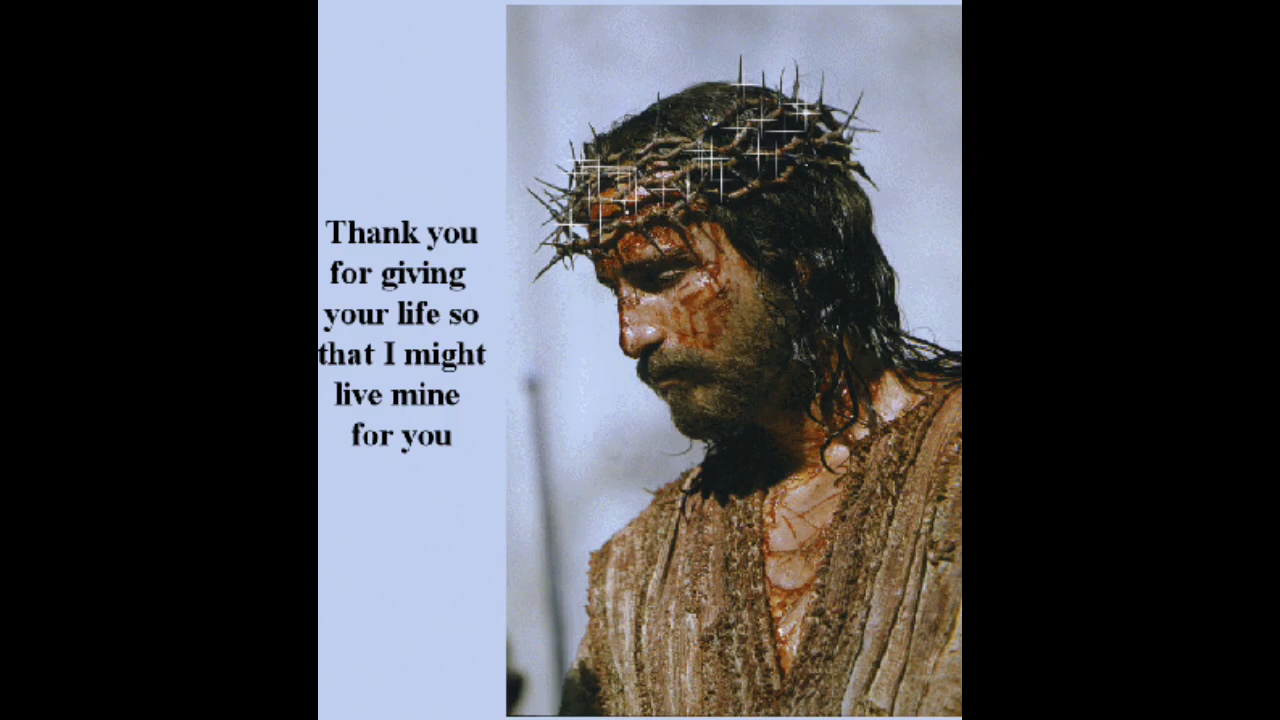 Thank you
for giving
your life so
that I might
live mine
for you